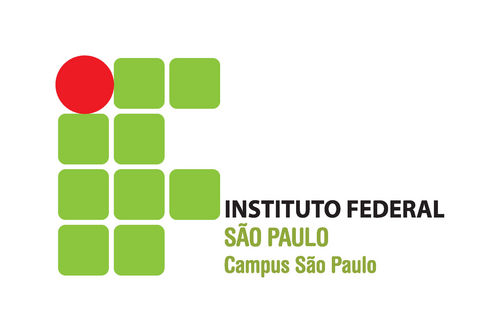 INSTITUTO FEDERAL
SÃO PAULO
Campus São Paulo